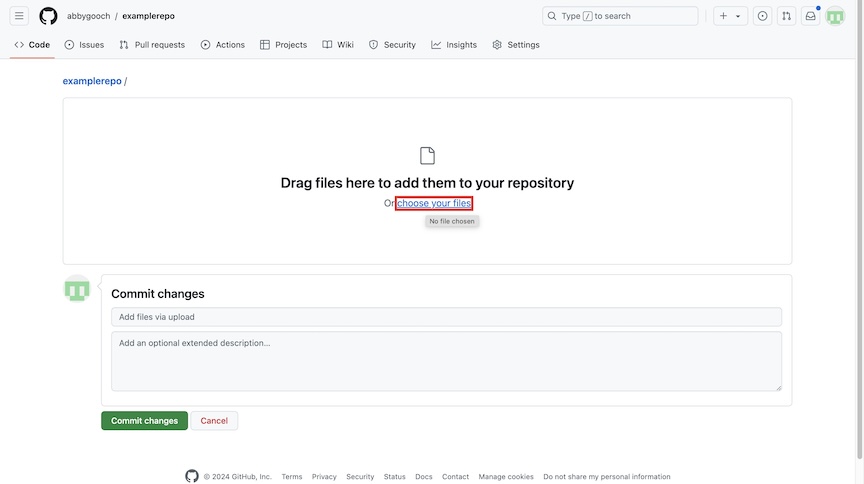 abbygooch / examplerepo
Type / to search
Code Issues Pull requests Actions Projects Wiki Security Insights Settings
examplerepo /
Drag files here to add them to your repository
Or choose your files
No file chosen
Commit changes
Add files via upload
Add an optional extended description...
Commit changes Cancel
© 2024 GitHub, Inc. Terms Privacy Security Status Docs Contact Manage cookies Do not share my personal information